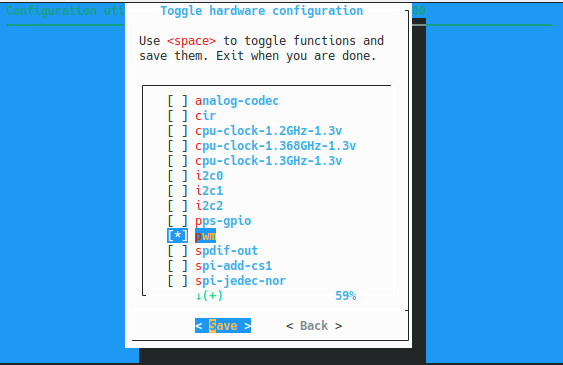 Configuration uti
Toggle hardware configuration
Use <space> to toggle functions and
save them. Exit when you are done.
[ ] analog-codec
[ ] cir
[ ] cpu-clock-1.2GHz-1.3v
[ ] cpu-clock-1.368GHz-1.3v
[ ] cpu-clock-1.3GHz-1.3v
[ ] i2c0
[ ] i2c1
[ ] i2c2
[ ] pps-gpio
[*] pwm
[ ] spdif-out
[ ] spi-add-cs1
[ ] spi-jedec-nor
↓(+) 59%
< Save > < Back >